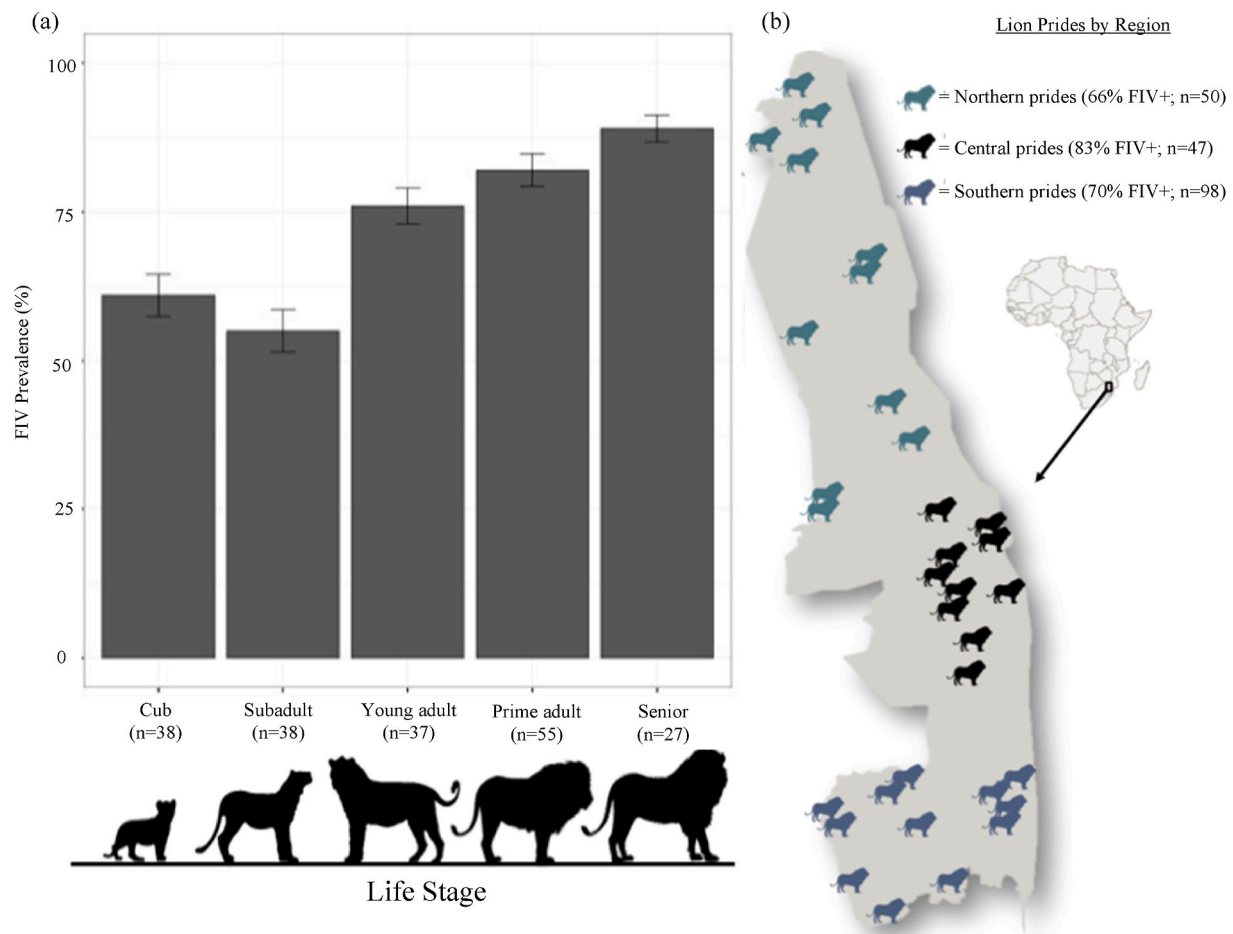 (a)
100
75
50
25
0
FIV Prevalence (%)
Cub
(n=38)
Subadult
(n=38)
Young adult
(n=37)
Prime adult
(n=55)
Senior
(n=27)
Life Stage
(b)
Lion Prides by Region
= Northern prides (66% FIV+; n=50)
= Central prides (83% FIV+; n=47)
= Southern prides (70% FIV+; n=98)